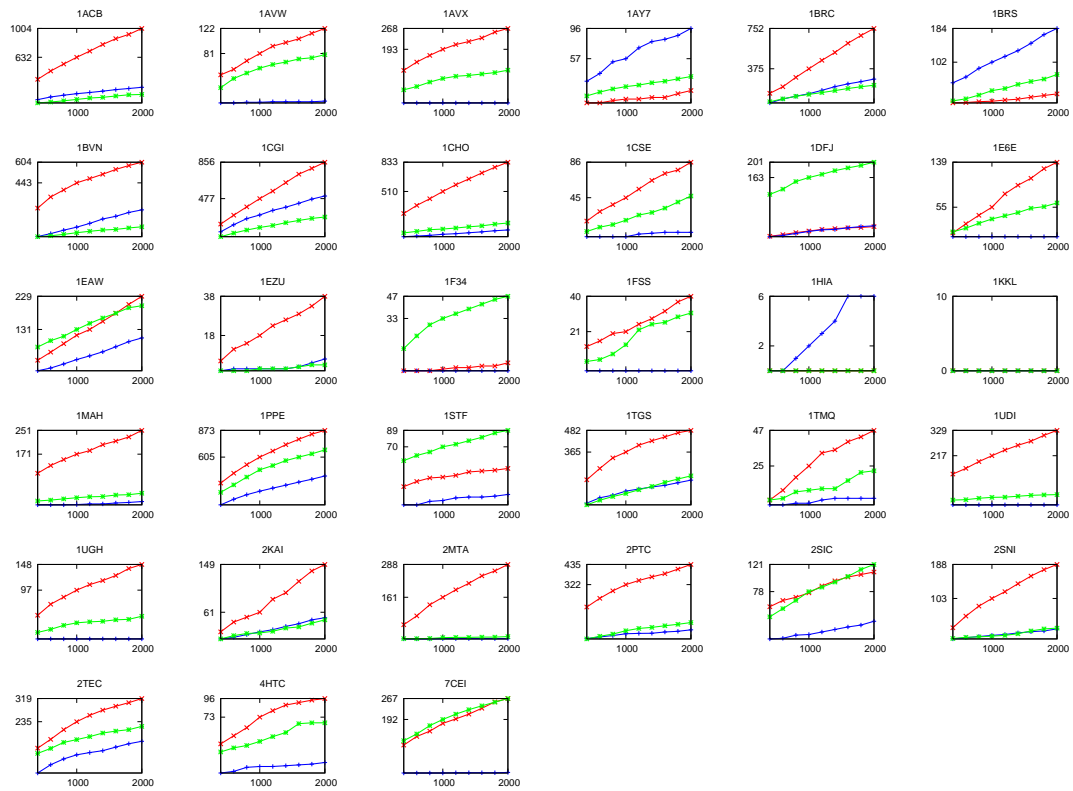 1ACB 1AVW 1AVX 1AY7 1BRC 1BRS
1004 122 268 96 752 184
632 81 193 57 375 102
1000 2000 1000 2000 1000 2000 1000 2000 1000 2000 1000 2000
1BVN 1CGI 1CHO 1CSE 1DFJ 1E6E
604 856 833 86 201 139
443 477 510 45 163 55
1000 2000 1000 2000 1000 2000 1000 2000 1000 2000 1000 2000
1EAW 1EZU 1F34 1FSS 1HIA 1KKL
229 38 47 40 6 10
131 18 33 21 2 0
1000 2000 1000 2000 1000 2000 1000 2000 1000 2000 1000 2000
1MAH 1PPE 1STF 1TGS 1TMQ 1UDI
251 873 89 482 47 329
171 605 70 365 25 217
1000 2000 1000 2000 1000 2000 1000 2000 1000 2000 1000 2000
1UGH 2KAI 2MTA 2PTC 2SIC 2SNI
148 149 288 435 121 188
97 61 161 322 78 103
1000 2000 1000 2000 1000 2000 1000 2000 1000 2000 1000 2000
2TEC 4HTC 7CEI
319 96 267
235 73 192
1000 2000 1000 2000 1000 2000